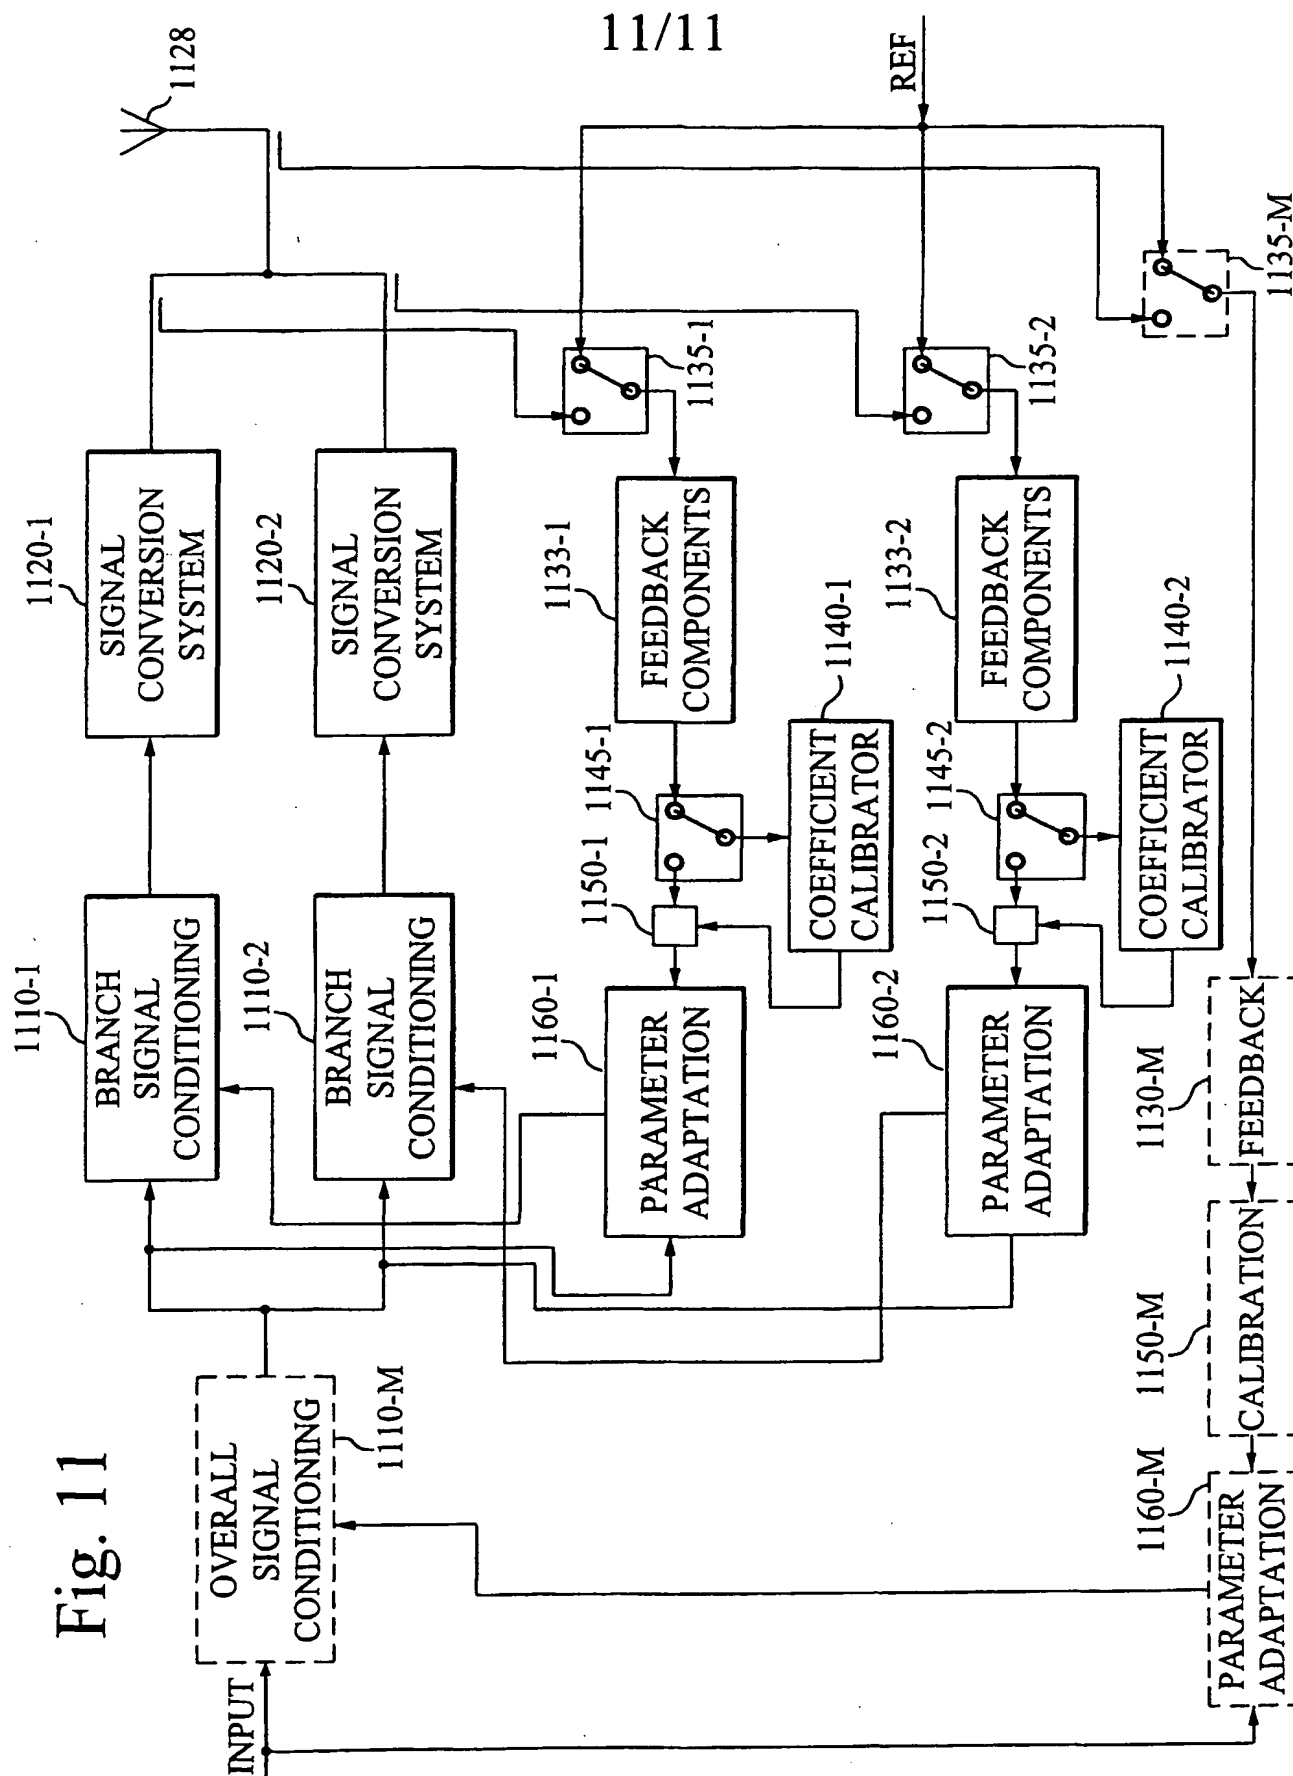 11/11
Fig. 11
INPUT
OVERALL
SIGNAL
CONDITIONING
1110-M
BRANCH
SIGNAL
CONDITIONING
1110-1
SIGNAL
CONVERSION
SYSTEM
1120-1
1128
BRANCH
SIGNAL
CONDITIONING
1110-2
SIGNAL
CONVERSION
SYSTEM
1120-2
PARAMETER
ADAPTATION
1160-1
1150-1
1145-1
FEEDBACK
COMPONENTS
1133-1
1135-1
REF
COEFFICIENT
CALIBRATOR
1140-1
PARAMETER
ADAPTATION
1160-2
1150-2
1145-2
FEEDBACK
COMPONENTS
1133-2
1135-2
COEFFICIENT
CALIBRATOR
1140-2
1135-M
PARAMETER
ADAPTATION
1160-M
CALIBRATION
1150-M
FEEDBACK
1130-M